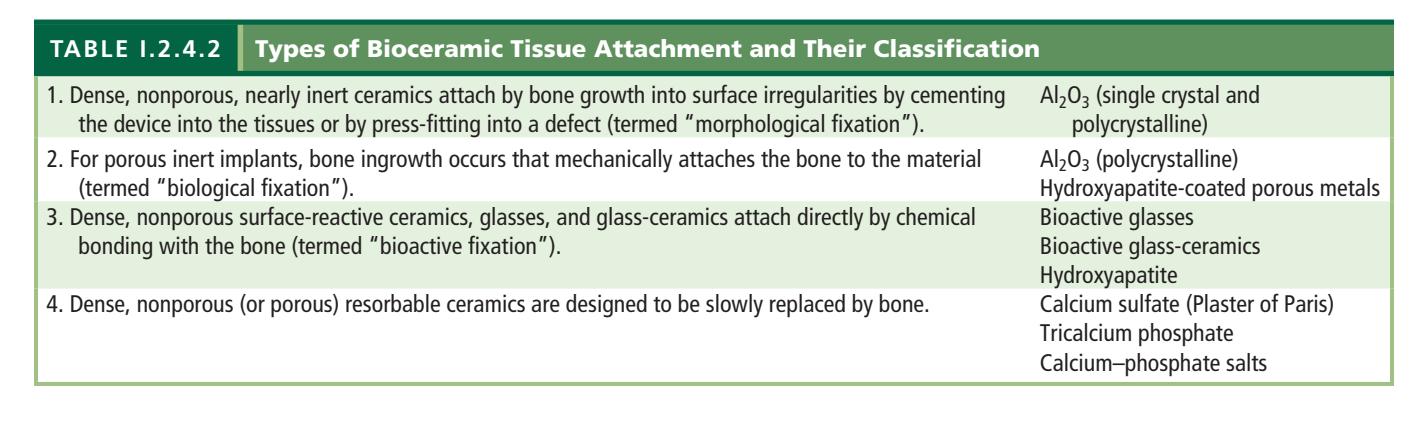 TABLE I.2.4.2 Types of Bioceramic Tissue Attachment and Their Classification
1. Dense, nonporous, nearly inert ceramics attach by bone growth into surface irregularities by cementing
the device into the tissues or by press-fitting into a defect (termed “morphological fixation”).
Al₂O₃ (single crystal and
polycrystalline)
2. For porous inert implants, bone ingrowth occurs that mechanically attaches the bone to the material
(termed “biological fixation”).
Al₂O₃ (polycrystalline)
Hydroxyapatite-coated porous metals
3. Dense, nonporous surface-reactive ceramics, glasses, and glass-ceramics attach directly by chemical
bonding with the bone (termed “bioactive fixation”).
Bioactive glasses
Bioactive glass-ceramics
Hydroxyapatite
4. Dense, nonporous (or porous) resorbable ceramics are designed to be slowly replaced by bone.
Calcium sulfate (Plaster of Paris)
Tricalcium phosphate
Calcium–phosphate salts